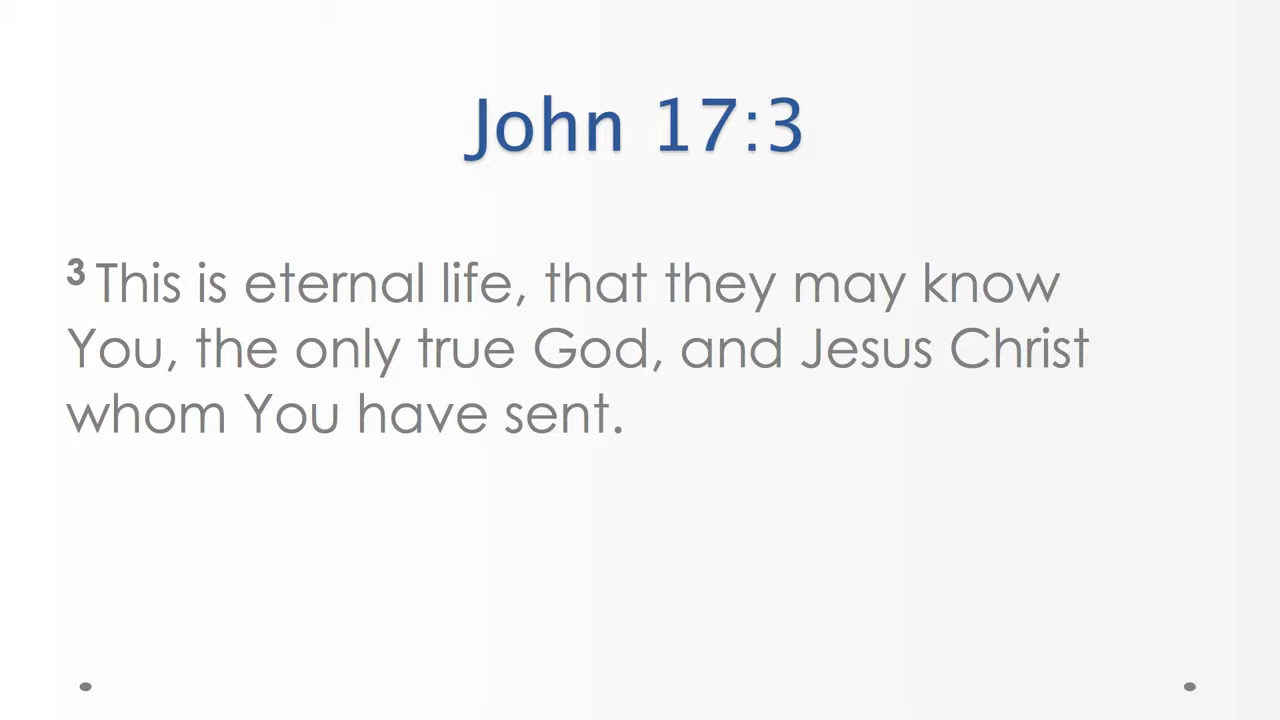 John 17:3
3 This is eternal life, that they may know
You, the only true God, and Jesus Christ
whom You have sent.